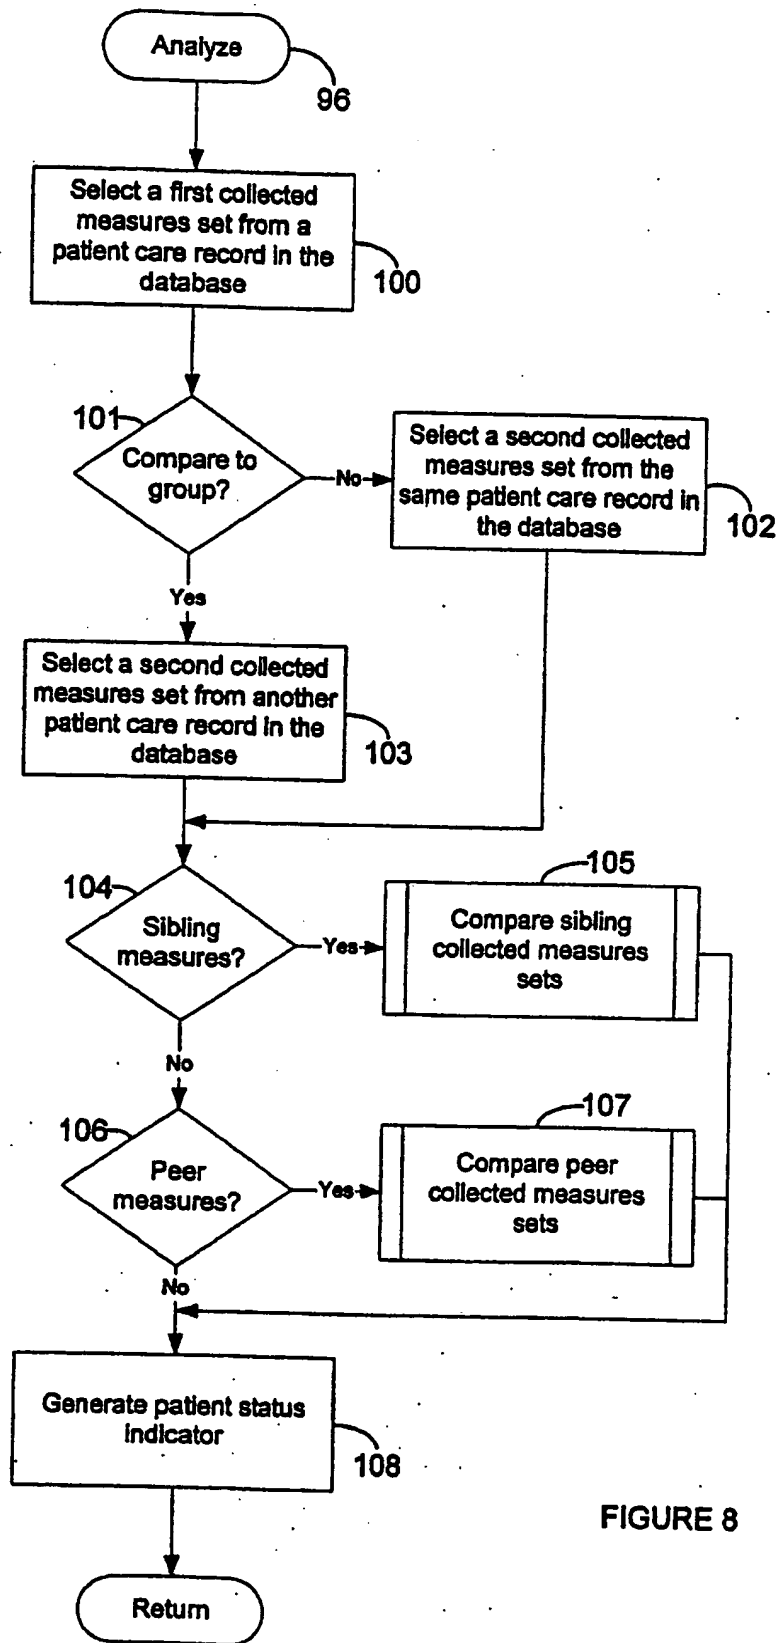 Analyze
96
Select a first collected
measures set from a
patient care record in the
database
100
101
Compare to
group?
No
Select a second collected
measures set from the
same patient care record in
the database
102
Yes
Select a second collected
measures set from another
patient care record in the
database
103
104
Sibling
measures?
Yes
105
Compare sibling
collected measures
sets
No
106
Peer
measures?
Yes
107
Compare peer
collected measures
sets
No
Generate patient status
indicator
108
FIGURE 8
Return